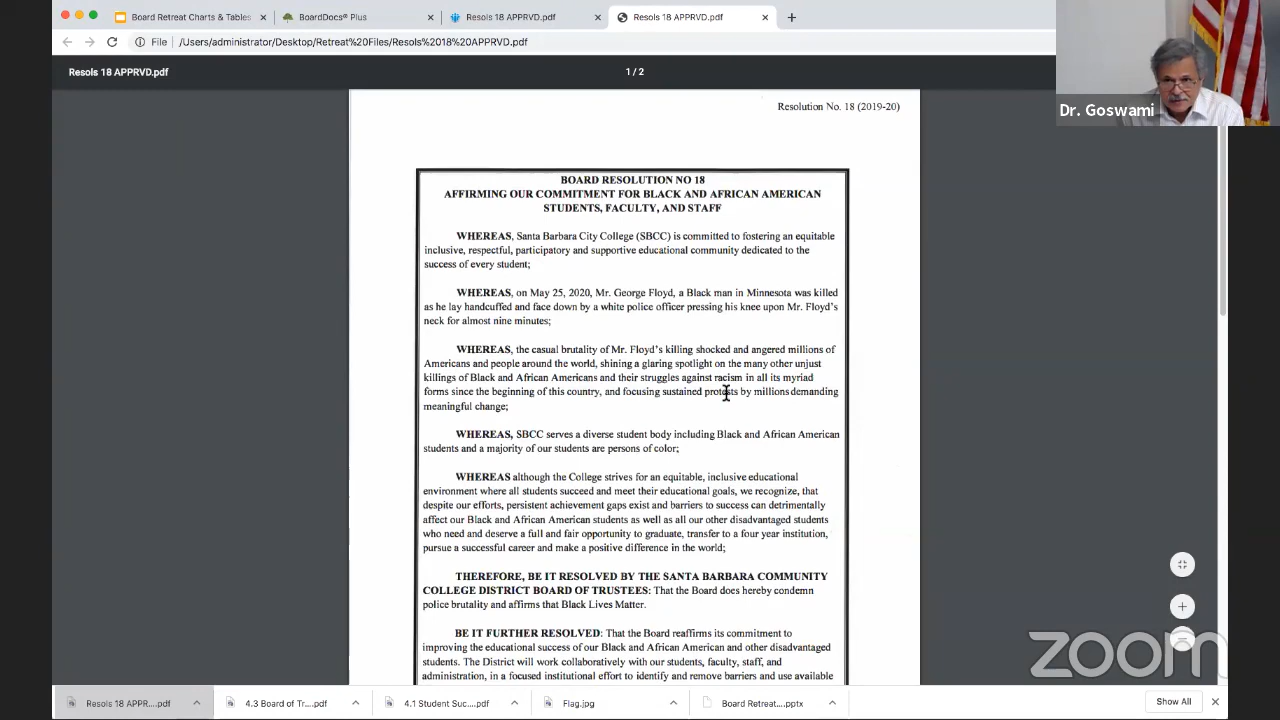 Board Retreat Charts & Tables
BoardDocs® Plus
Resols 18 APPRVD.pdf
Resols 18 APPRVD.pdf
File
/Users/administrator/Desktop/Retreat%20Files/Resols%2018%20APPRVD.pdf
Resols 18 APPRVD.pdf
1 / 2
Dr. Goswami
Resolution No. 18 (2019-20)
BOARD RESOLUTION NO 18
AFFIRMING OUR COMMITMENT FOR BLACK AND AFRICAN AMERICAN
STUDENTS, FACULTY, AND STAFF
WHEREAS, Santa Barbara City College (SBCC) is committed to fostering an equitable
inclusive, respectful, participatory and supportive educational community dedicated to the
success of every student;
WHEREAS, on May 25, 2020, Mr. George Floyd, a Black man in Minnesota was killed
as he lay handcuffed and face down by a white police officer pressing his knee upon Mr. Floyd's
neck for almost nine minutes;
WHEREAS, the casual brutality of Mr. Floyd's killing shocked and angered millions of
Americans and people around the world, shining a glaring spotlight on the many other unjust
killings of Black and African Americans and their struggles against racism in all its myriad
forms since the beginning of this country, and focusing sustained protests by millions demanding
meaningful change;
WHEREAS, SBCC serves a diverse student body including Black and African American
students and a majority of our students are persons of color;
WHEREAS although the College strives for an equitable, inclusive educational
environment where all students succeed and meet their educational goals, we recognize, that
despite our efforts, persistent achievement gaps exist and barriers to success can detrimentally
affect our Black and African American students as well as all our other disadvantaged students
who need and deserve a full and fair opportunity to graduate, transfer to a four year institution,
pursue a successful career and make a positive difference in the world;
THEREFORE, BE IT RESOLVED BY THE SANTA BARBARA COMMUNITY
COLLEGE DISTRICT BOARD OF TRUSTEES: That the Board does hereby condemn
police brutality and affirms that Black Lives Matter.
BE IT FURTHER RESOLVED: That the Board reaffirms its commitment to
improving the educational success of our Black and African American and other disadvantaged
students. The District will work collaboratively with our students, faculty, staff, and
administration, in a focused institutional effort to identify and remove barriers and use available
zoom
Resols 18 APPR....pdf
4.3 Board of Tr....pdf
4.1 Student Suc....pdf
Flag.jpg
Board Retreat....pptx
Show All